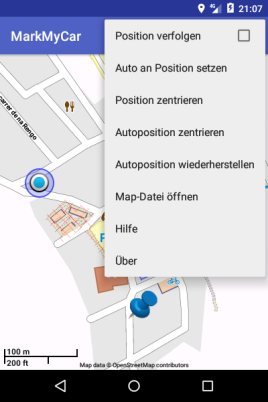 21:07
MarkMyCar
Position verfolgen
Auto an Position setzen
Position zentrieren
Autoposition zentrieren
Autoposition wiederherstellen
Map-Datei öffnen
Hilfe
Über
carrer de na Llongo
100 m
200 ft
Map data © OpenStreetMap contributors